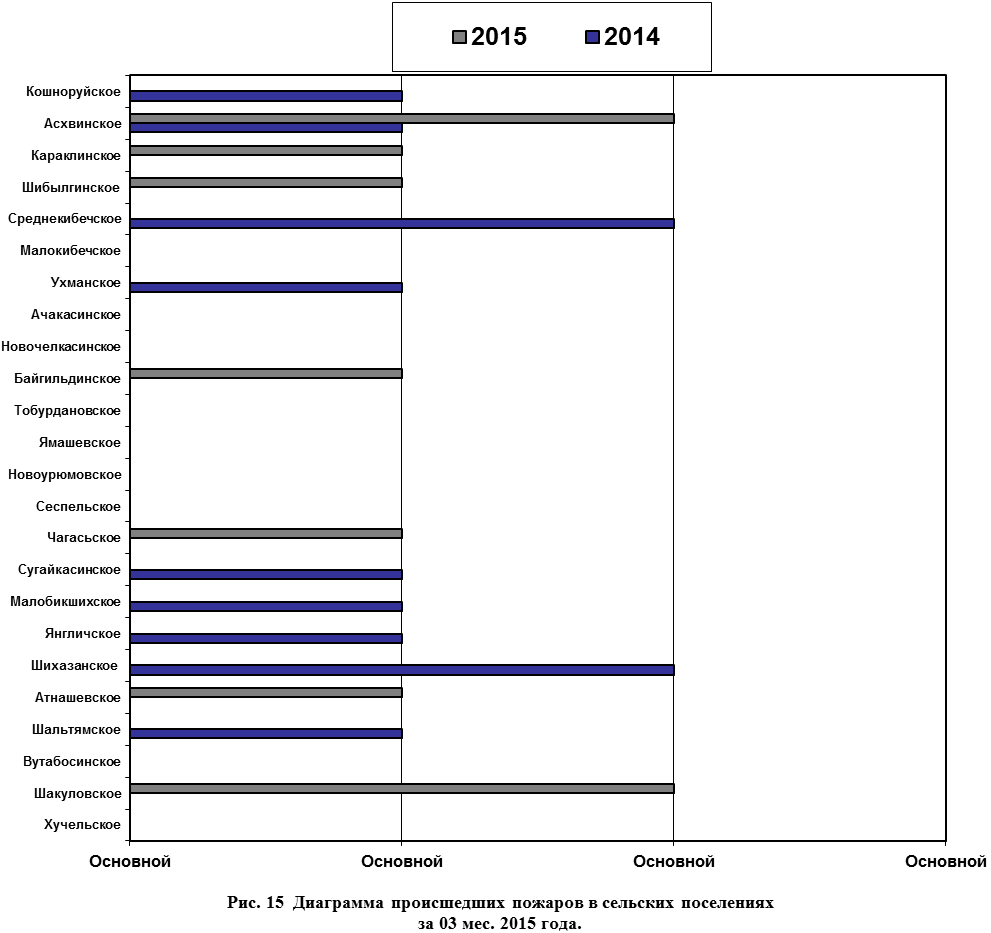 2015 2014
Кошноруйское
Асхвинское
Караклинское
Шибылгинское
Среднекибечское
Малокибечское
Ухманское
Ачакасинское
Новочелкасинское
Байгильдинское
Тобурдановское
Ямашевское
Новоурюмовское
Сеспельское
Чагасьское
Сугайкасинское
Малобикшихское
Янгличское
Шихазанское
Атнашевское
Шальтямское
Вутабосинское
Шакуловское
Хучельское
Основной Основной Основной Основной
Рис. 15 Диаграмма происшедших пожаров в сельских поселениях
за 03 мес. 2015 года.